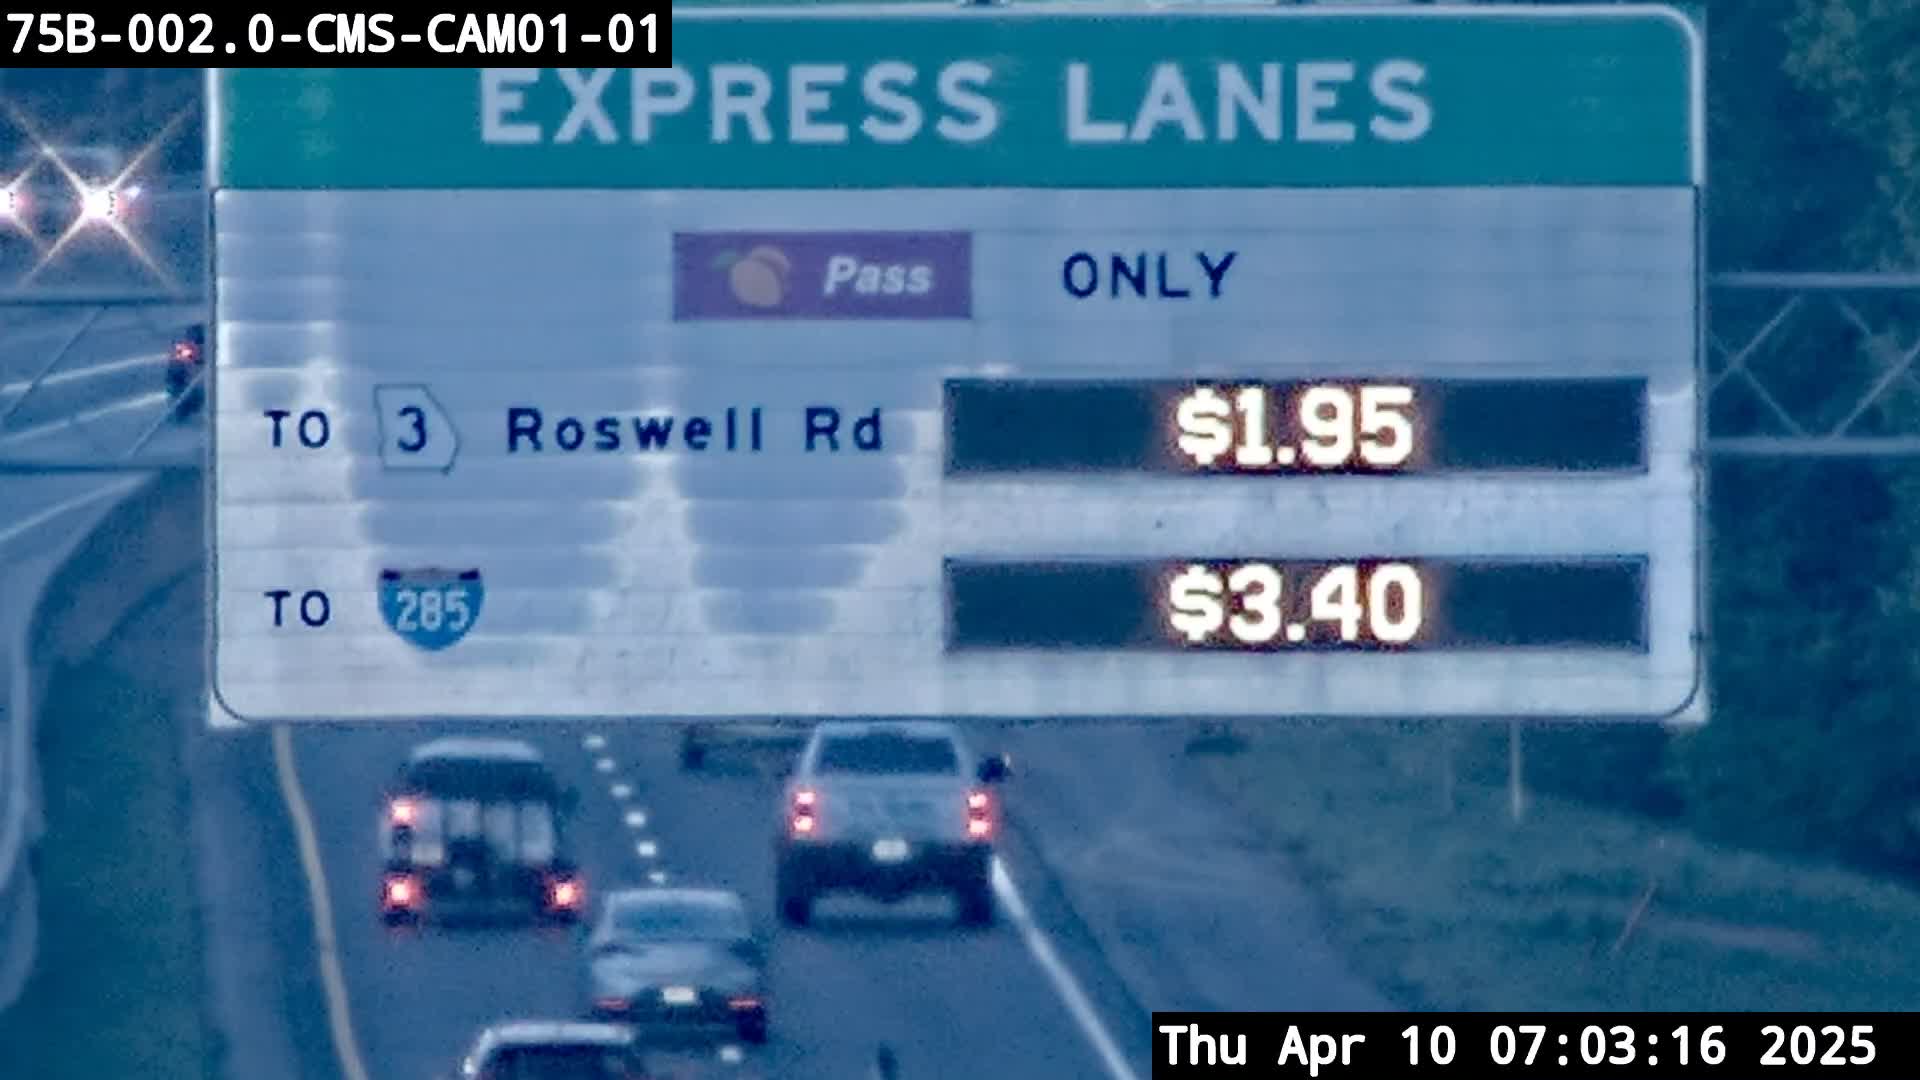 75B-002.0-CMS-CAM01-01
EXPRESS LANES
Pass ONLY
TO 3 Roswell Rd $1.95
TO 285 $3.40
Thu Apr 10 07:03:16 2025